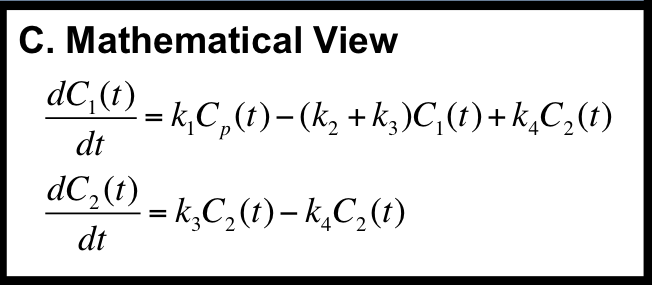 C. Mathematical View
dC₁(t)/dt = k₁Cₚ(t) − (k₂ + k₃)C₁(t) + k₄C₂(t)
dC₂(t)/dt = k₃C₂(t) − k₄C₂(t)